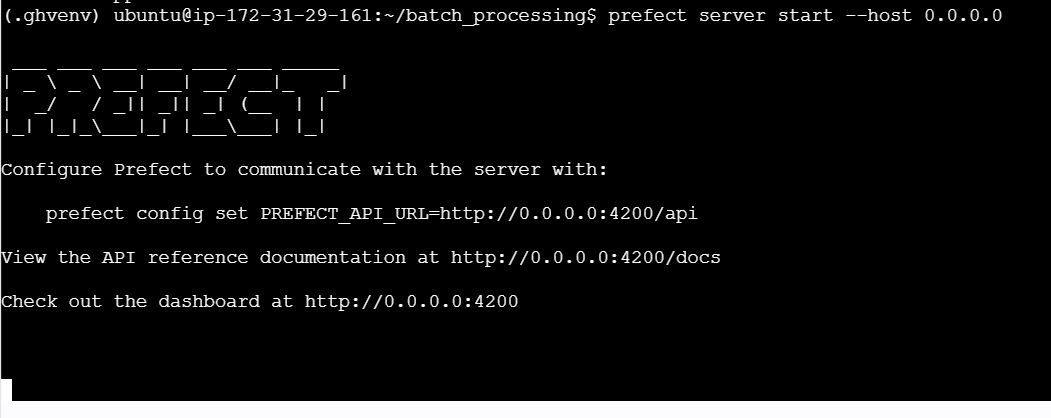 (.ghvenv) ubuntu@ip-172-31-29-161:~/batch_processing$ prefect server start --host 0.0.0.0
 ___ ___ ___ ___ ___ ___ _____
| _ \ _ \ __| __| __/ __|_   _|
|  _/   / _|| _|| _| (__  | |
|_| |_|_\___|_| |___\___| |_|
Configure Prefect to communicate with the server with:
    prefect config set PREFECT_API_URL=http://0.0.0.0:4200/api
View the API reference documentation at http://0.0.0.0:4200/docs
Check out the dashboard at http://0.0.0.0:4200